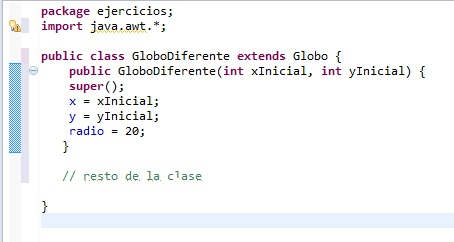 package ejercicios;
import java.awt.*;
public class GloboDiferente extends Globo {
public GloboDiferente(int xInicial, int yInicial) {
super();
x = xInicial;
y = yInicial;
radio = 20;
}
// resto de la clase
}